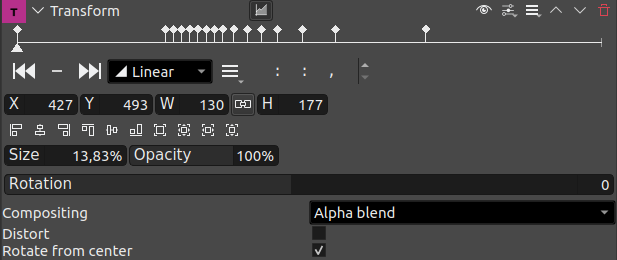 T Transform
Linear : : ,
X 427 Y 493 W 130 H 177
Size 13,83% Opacity 100%
Rotation 0
Compositing Alpha blend
Distort
Rotate from center